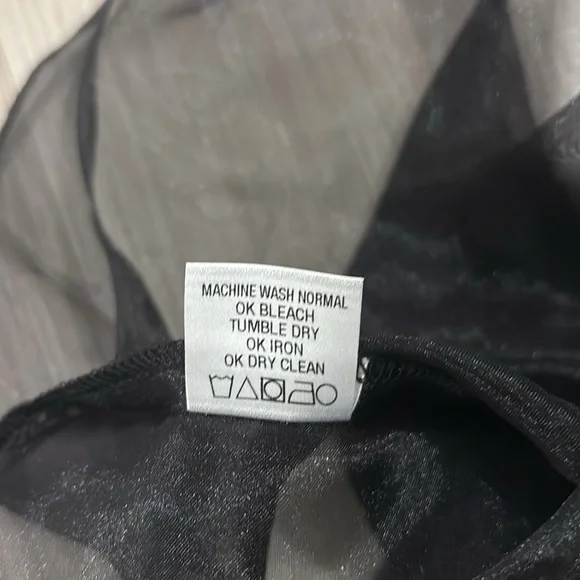 MACHINE WASH NORMAL
OK BLEACH
TUMBLE DRY
OK IRON
OK DRY CLEAN